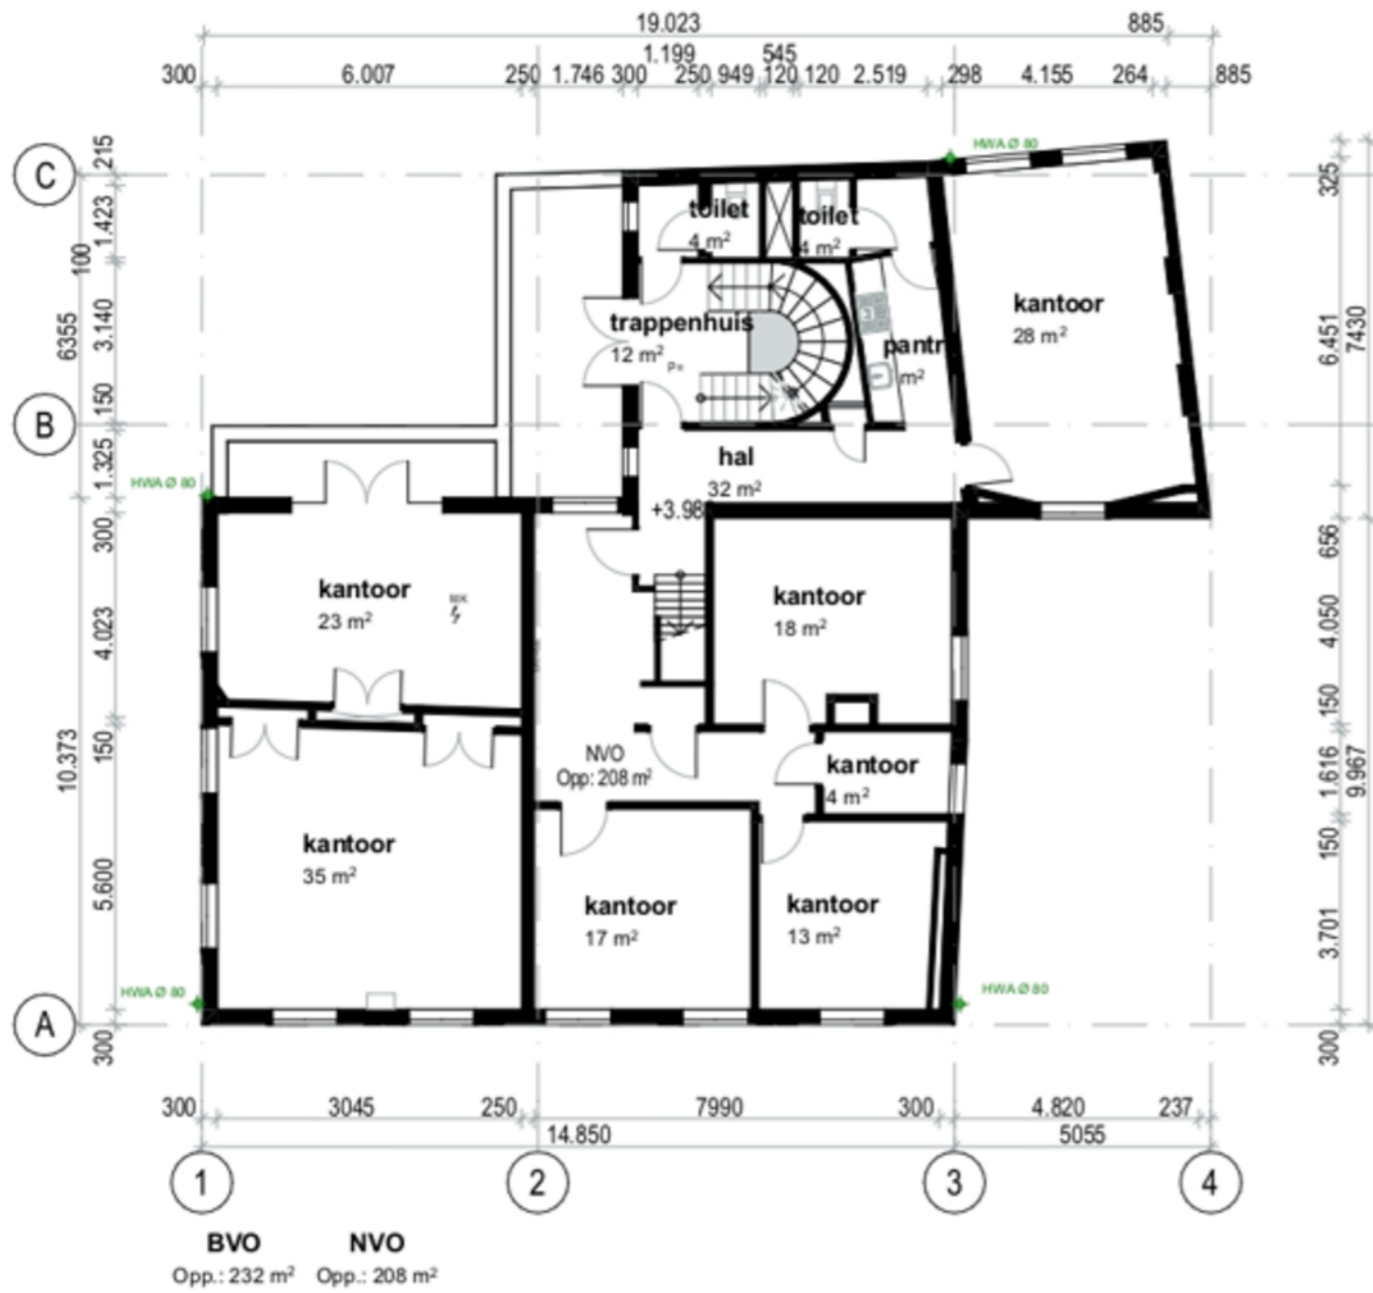 19.023 885
1.199 545
300 6.007 250 1.746 300 250 949 120 120 2.519 298 4.155 264 885
HWA Ø 80
C
215
325
toilet
4 m²
toilet
4 m²
1.423
100
kantoor
28 m²
trappenhuis
12 m²
P=
pantr
m²
3.140
6355
6.451
7430
150
B
hal
32 m²
1.325
HWA Ø 80
+3.98
300
656
kantoor
23 m²
kantoor
18 m²
4.023
4.050
150
150
10.373
NVO
Opp: 208 m²
kantoor
4 m²
1.616
9.967
kantoor
35 m²
150
5.600
kantoor
17 m²
kantoor
13 m²
3.701
HWA Ø 80
HWA Ø 80
A
300
300
300 3045 250 7990 300 4.820 237
14.850 5055
1 2 3 4
BVO NVO
Opp.: 232 m² Opp.: 208 m²